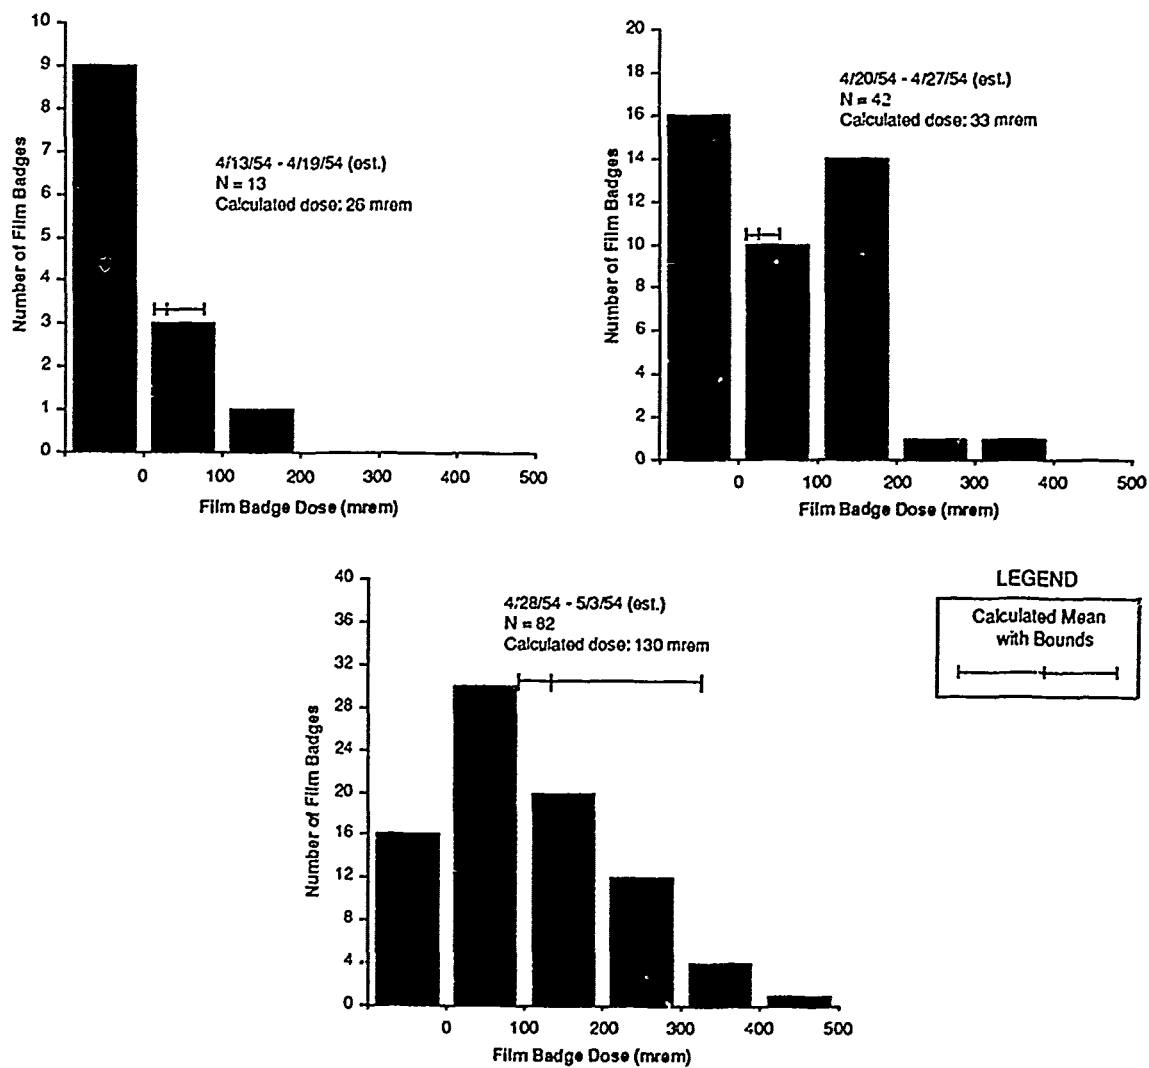 10
9
8
7
6
5
4
3
2
1
0
Number of Film Badges
4/13/54 - 4/19/54 (est.)
N = 13
Calculated dose: 26 mrem
0 100 200 300 400 500
Film Badge Dose (mrem)
20
18
16
14
12
10
8
6
4
2
0
Number of Film Badges
4/20/54 - 4/27/54 (est.)
N = 42
Calculated dose: 33 mrem
0 100 200 300 400 500
Film Badge Dose (mrem)
40
36
32
28
24
20
16
12
8
4
0
Number of Film Badges
4/28/54 - 5/3/54 (est.)
N = 82
Calculated dose: 130 mrem
0 100 200 300 400 500
Film Badge Dose (mrem)
LEGEND
Calculated Mean
with Bounds